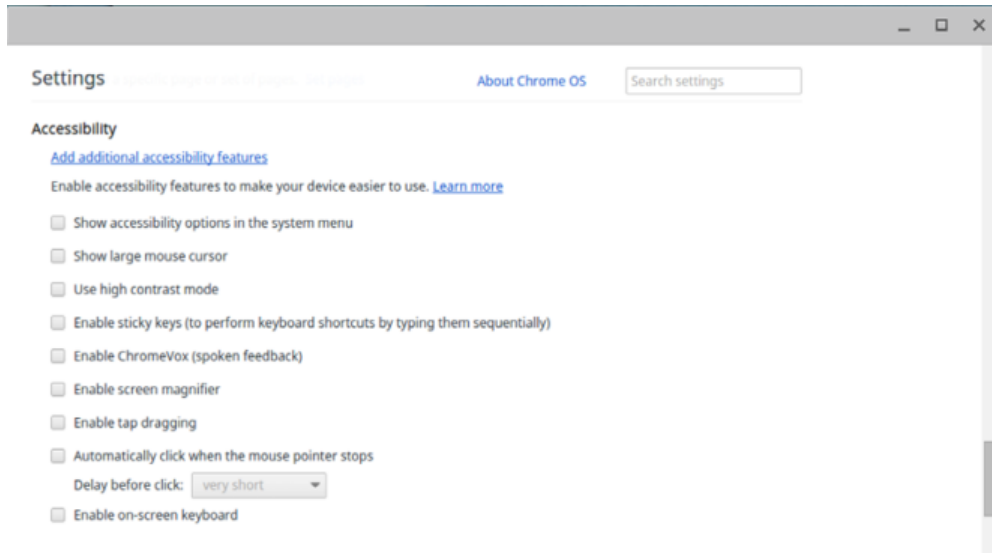 Settings
About Chrome OS
Search settings
Accessibility
Add additional accessibility features
Enable accessibility features to make your device easier to use. Learn more
Show accessibility options in the system menu
Show large mouse cursor
Use high contrast mode
Enable sticky keys (to perform keyboard shortcuts by typing them sequentially)
Enable ChromeVox (spoken feedback)
Enable screen magnifier
Enable tap dragging
Automatically click when the mouse pointer stops
Delay before click: very short
Enable on-screen keyboard